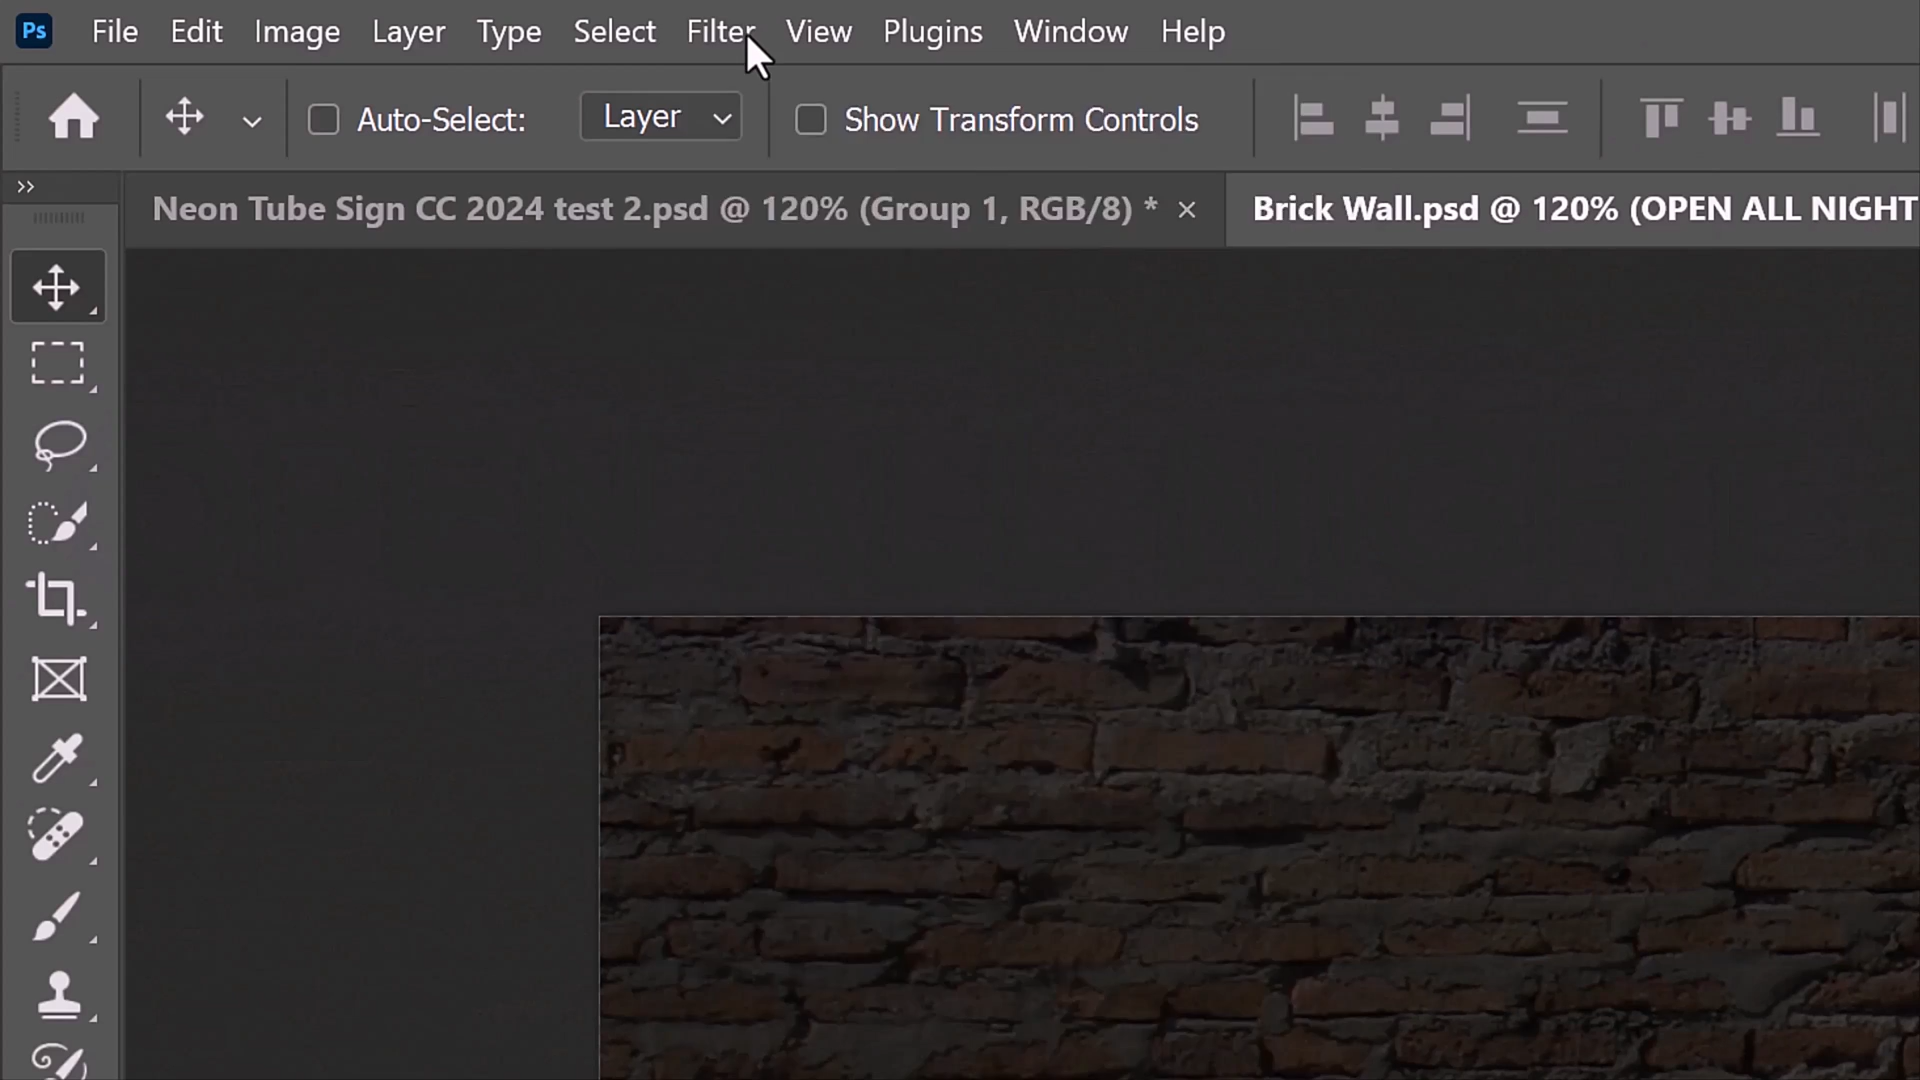 Ps File Edit Image Layer Type Select Filter View Plugins Window Help
Auto-Select: Layer Show Transform Controls
Neon Tube Sign CC 2024 test 2.psd @ 120% (Group 1, RGB/8) * × Brick Wall.psd @ 120% (OPEN ALL NIGHT